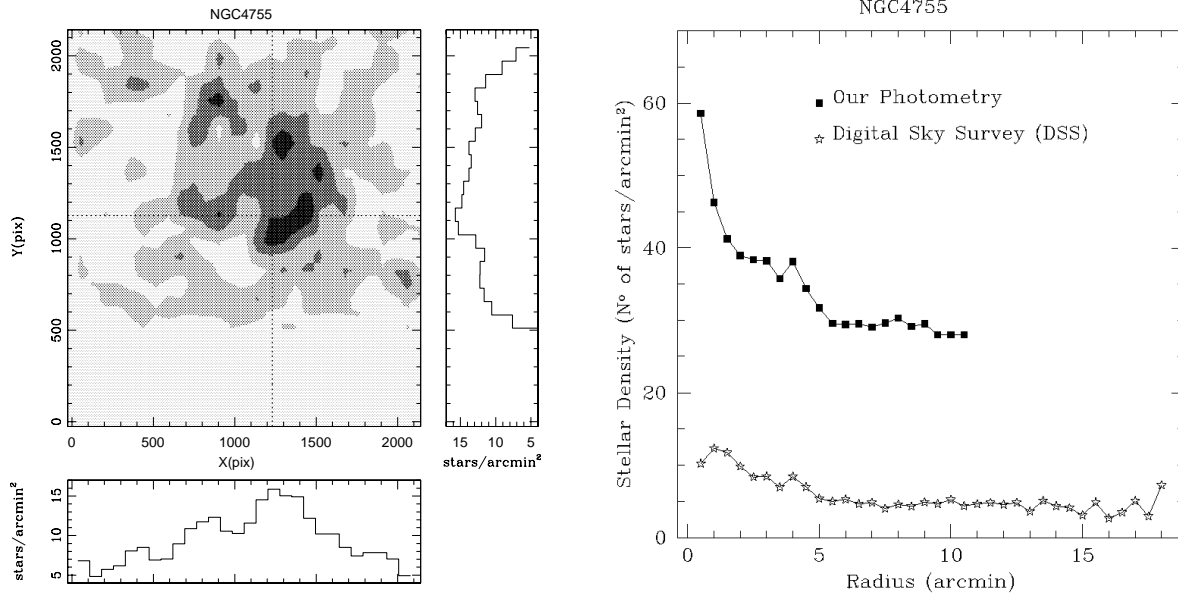 NGC4755
2000
1500
1000
500
0
Y(pix)
0 500 1000 1500 2000
X(pix)
15 10 5
stars/arcmin²
15
10
5
stars/arcmin²
NGC4755
Our Photometry
Digital Sky Survey (DSS)
60
40
20
0
Stellar Density (Nº of stars/arcmin²)
0 5 10 15
Radius (arcmin)